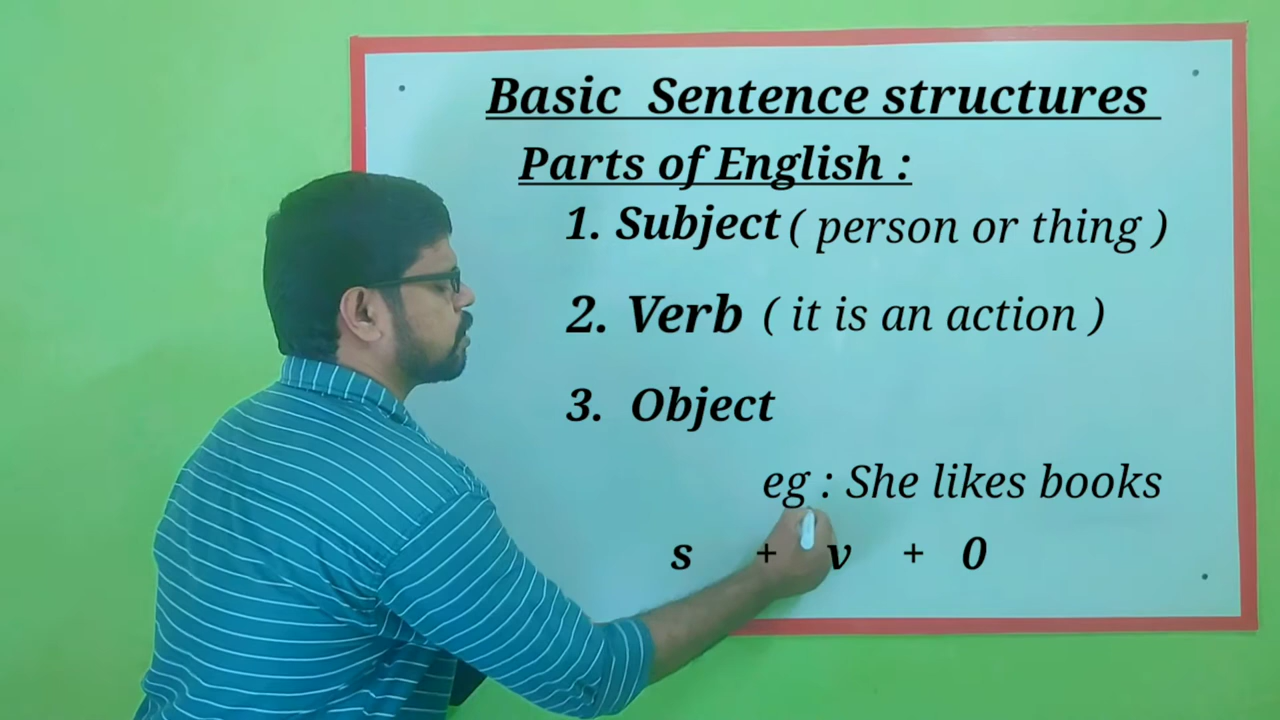 Basic Sentence structures
Parts of English :
1. Subject ( person or thing )
2. Verb ( it is an action )
3. Object
eg : She likes books
s + v + 0